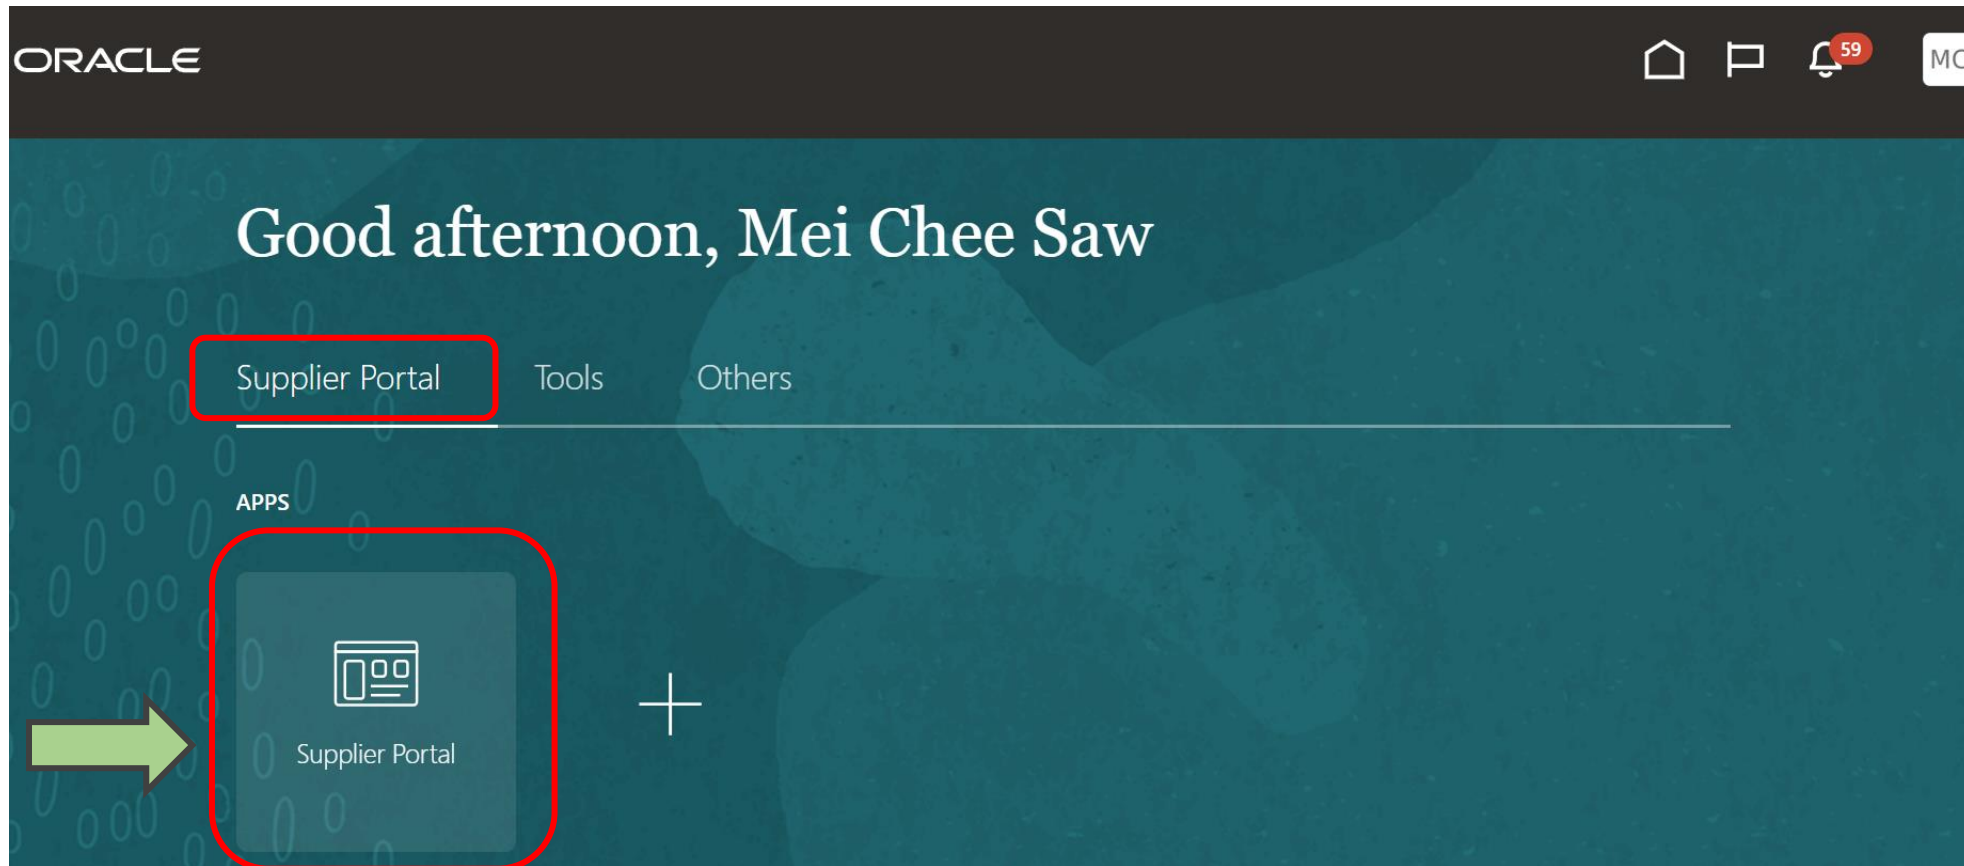 ORACLE
59
MC
Good afternoon, Mei Chee Saw
Supplier Portal Tools Others
APPS
Supplier Portal